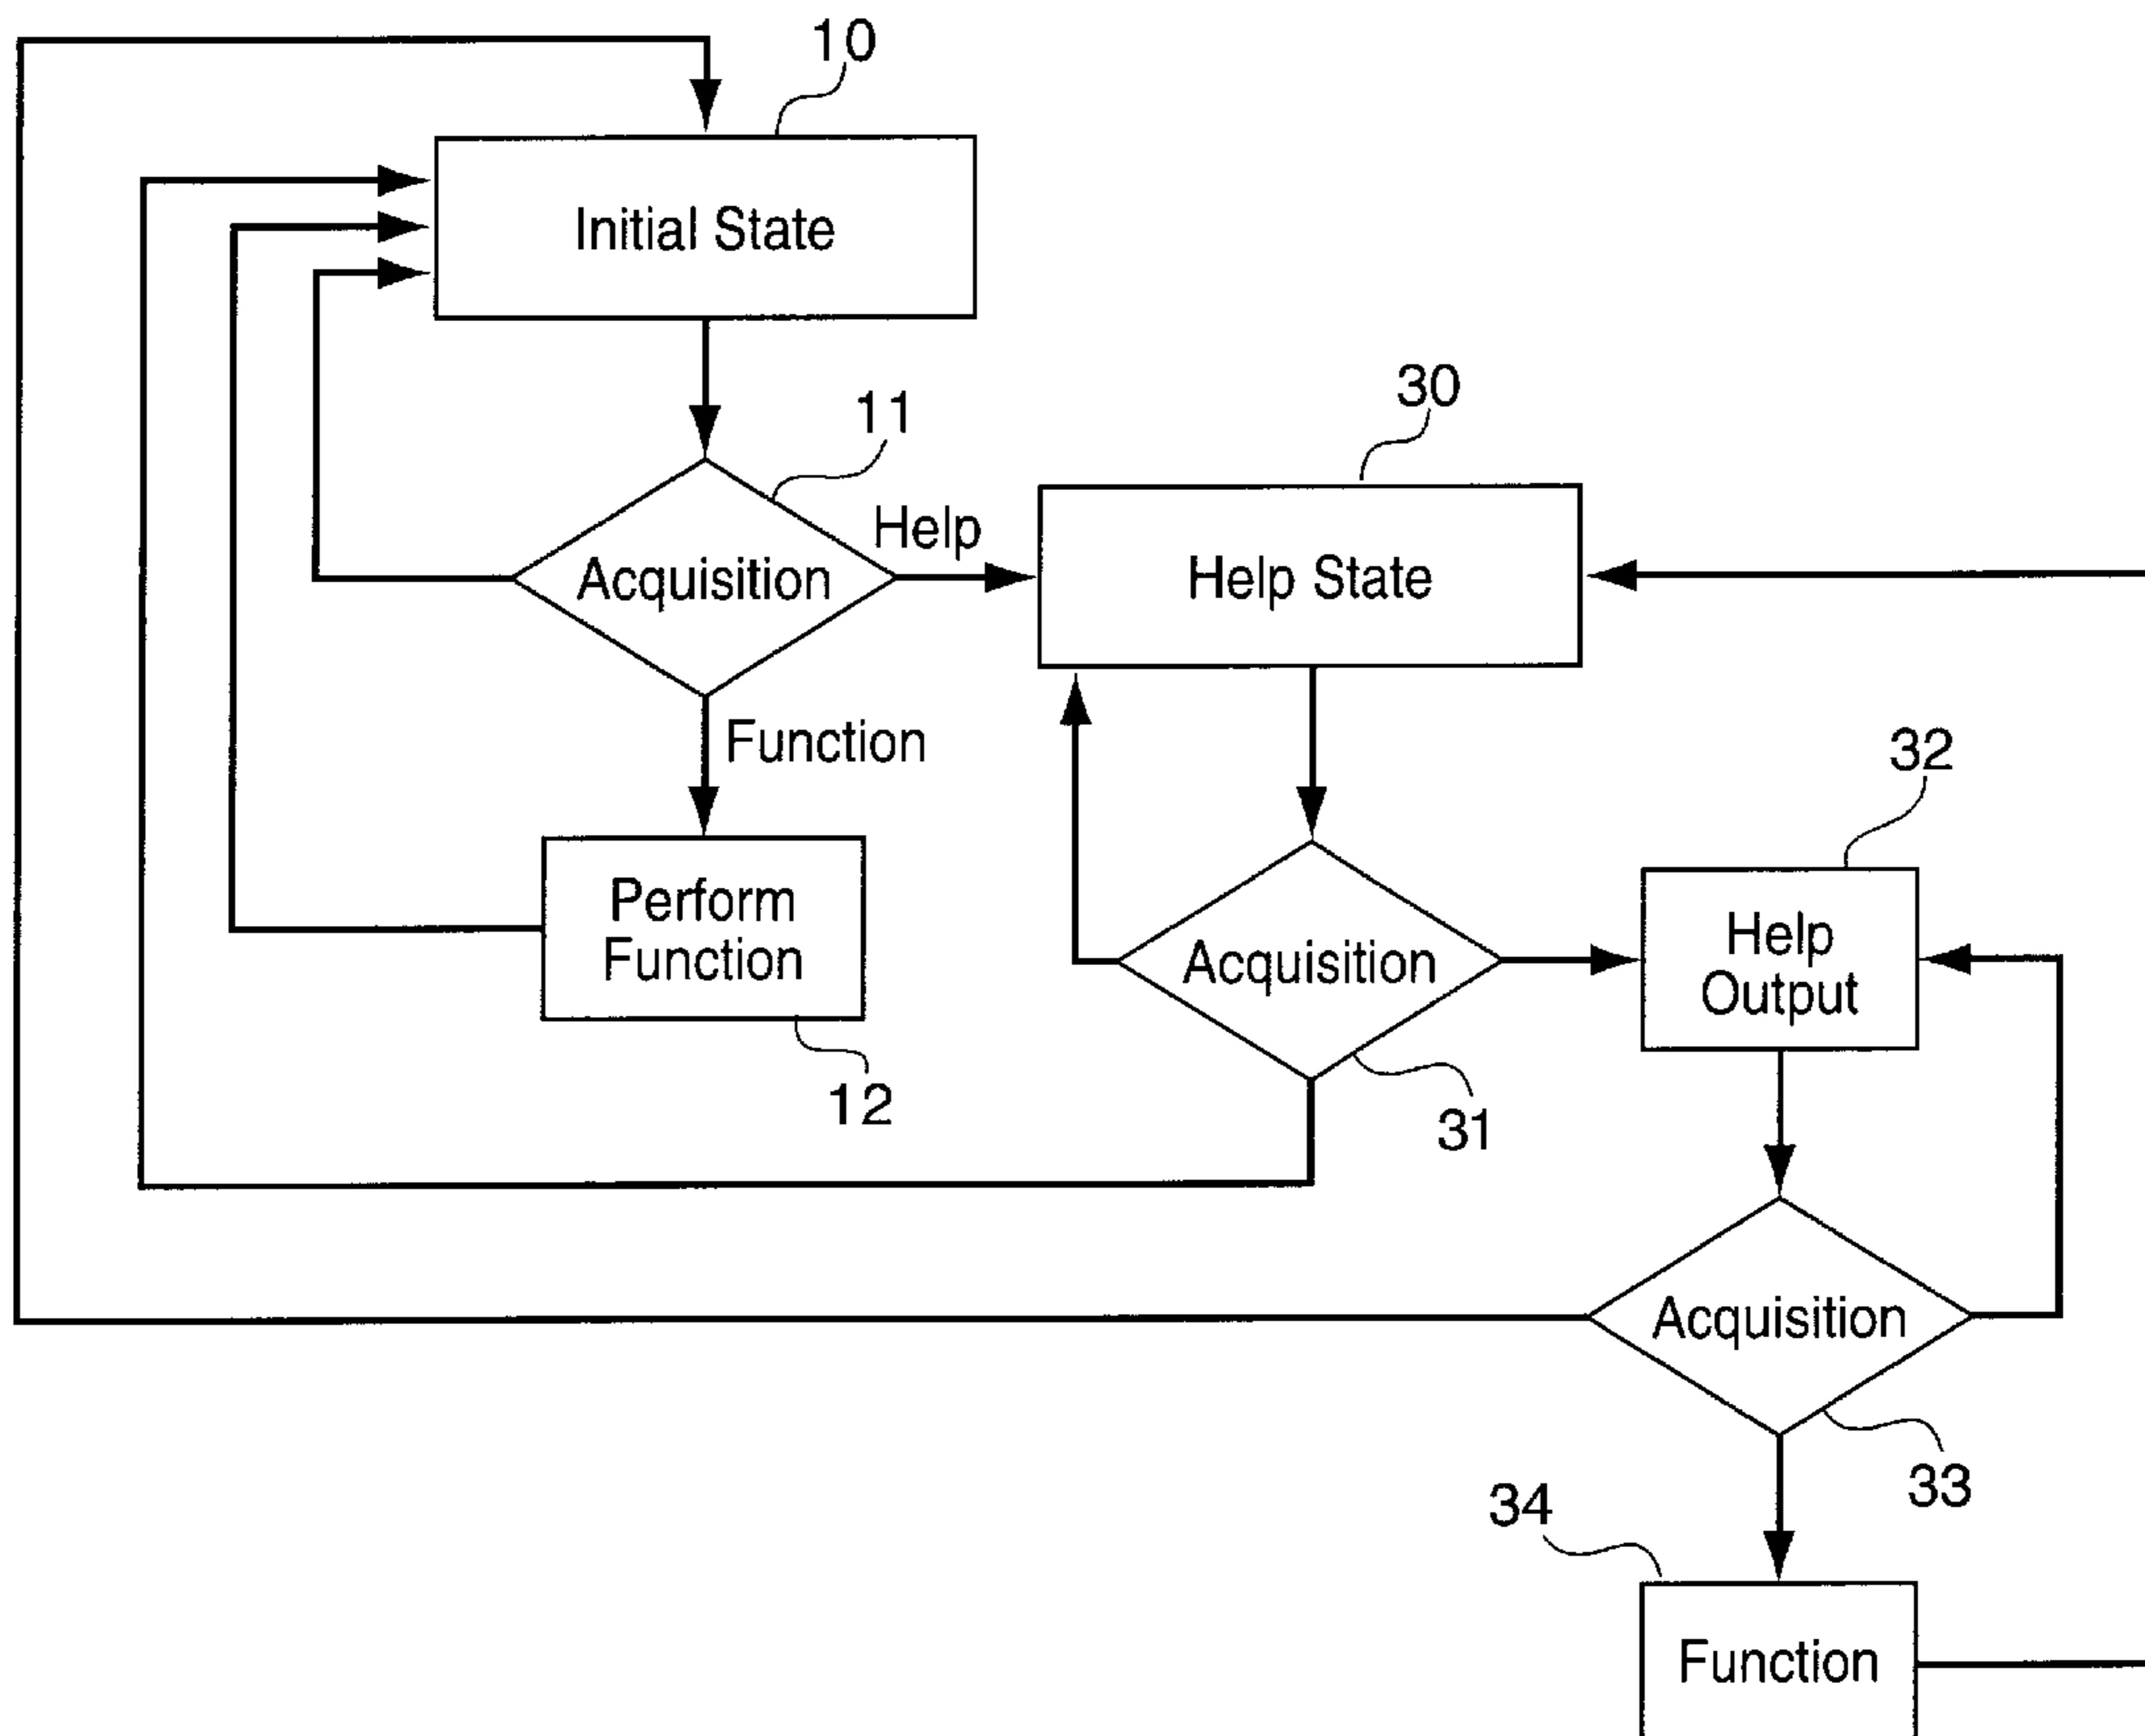 10
Initial State
11
30
Help
Acquisition
Help State
Function
32
Perform
Function
Help
Output
Acquisition
12
31
Acquisition
33
34
Function